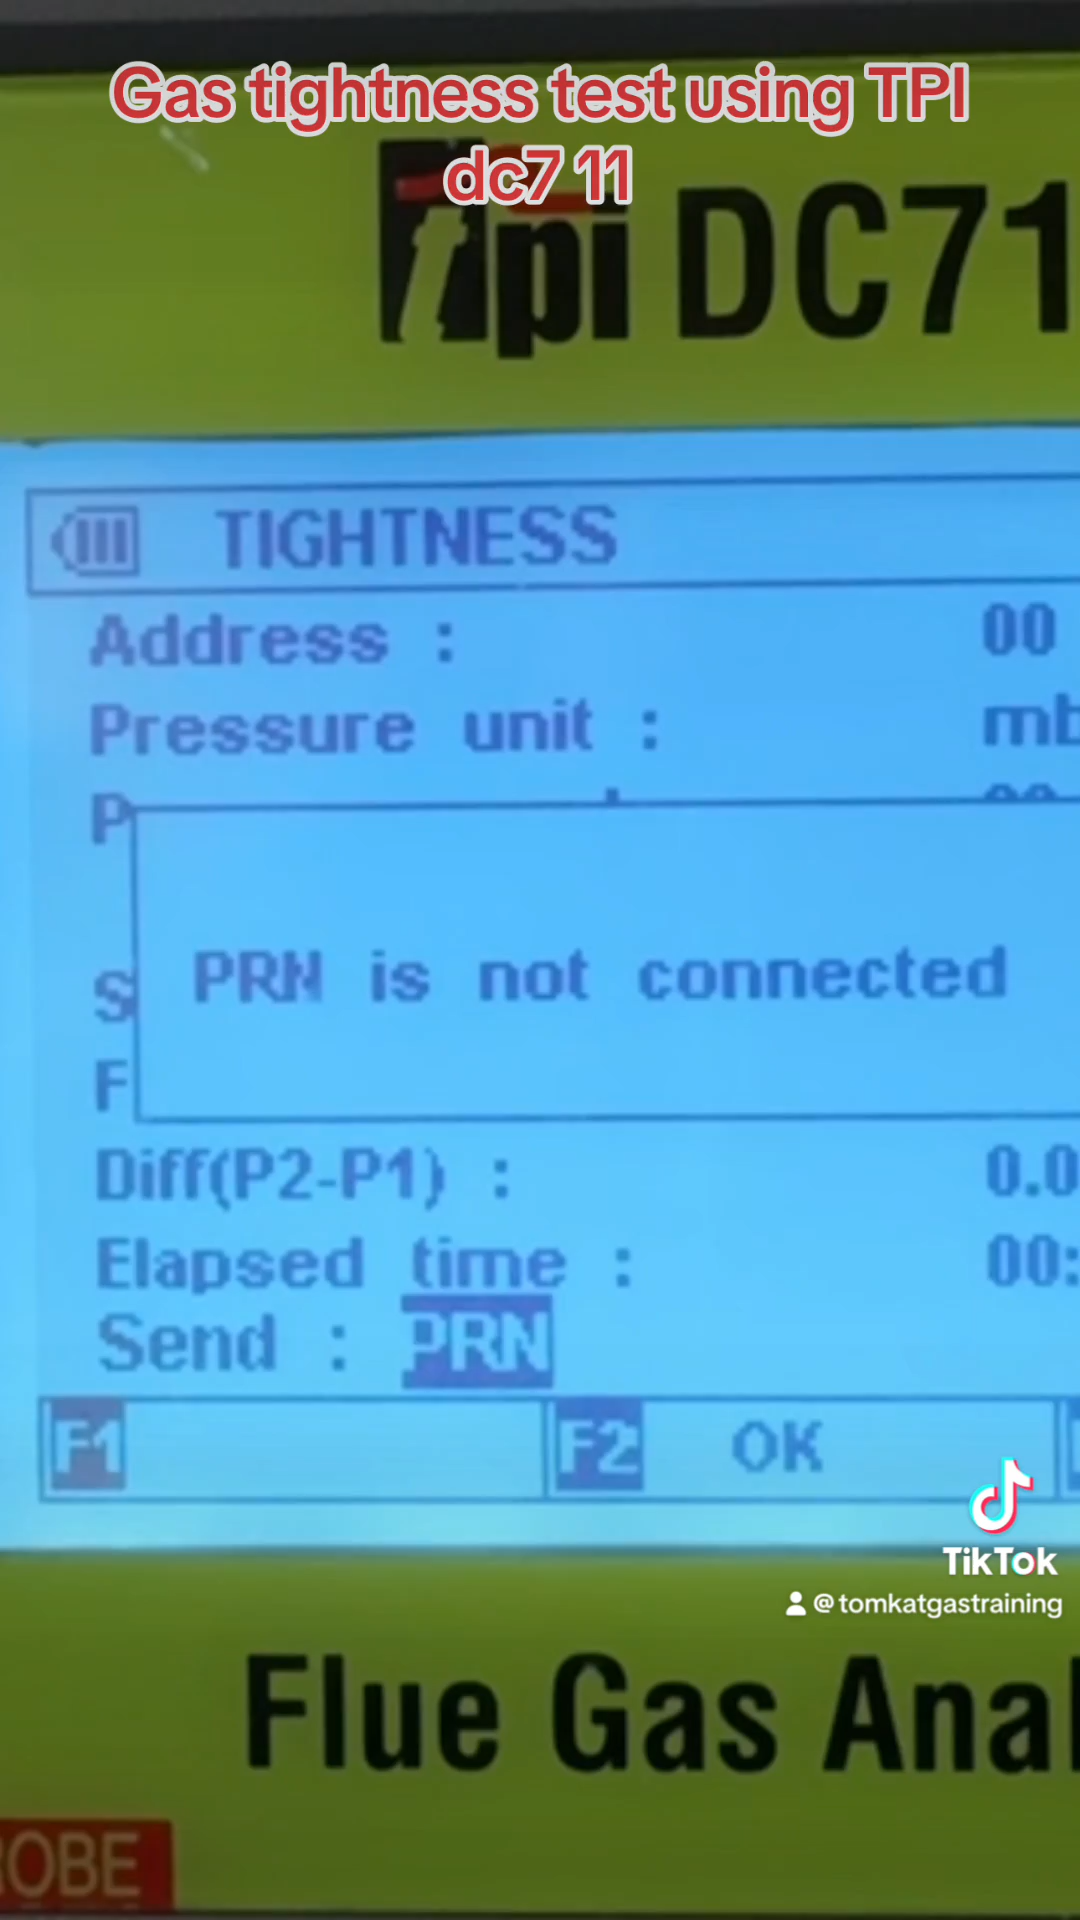 Gas tightness test using TPI
dc7 11
Tpi DC71
TIGHTNESS
Address : 00
Pressure unit : mb
P
PRN is not connected
S
F
Diff(P2-P1) : 0.0
Elapsed time : 00:
Send : PRN
F1 F2 OK
TikTok
@tomkatgastraining
Flue Gas Anal
ROBE